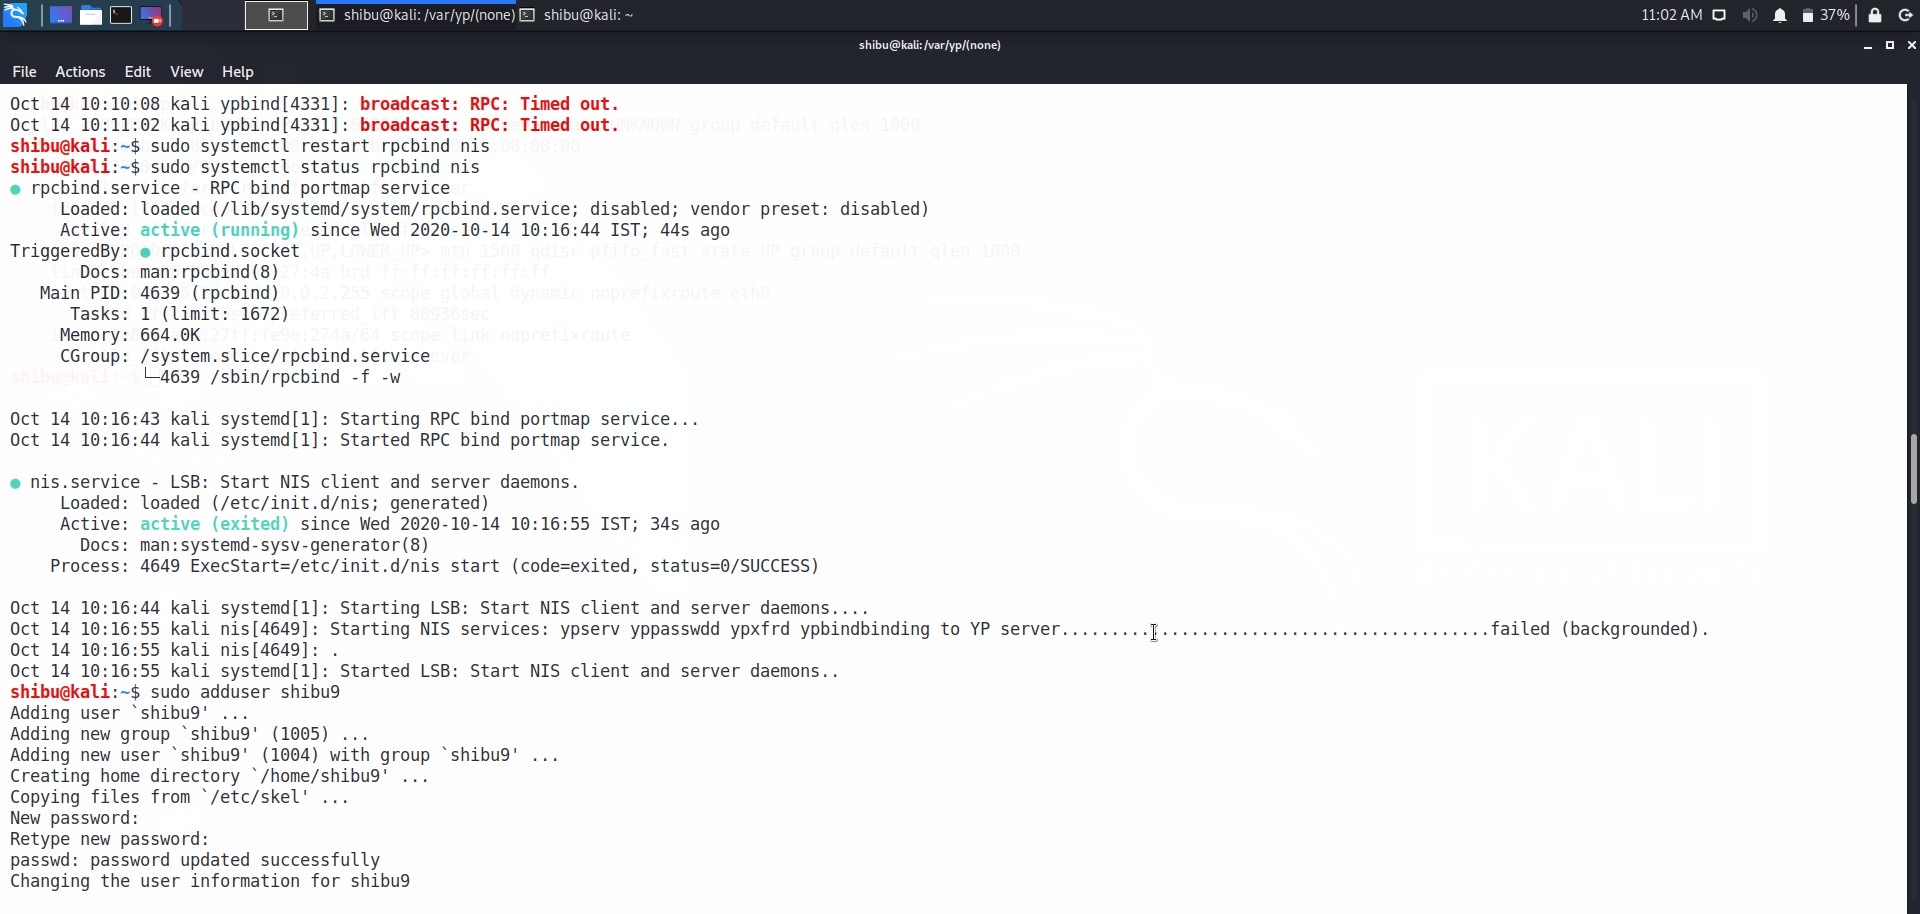 shibu@kali: /var/yp/(none) shibu@kali: ~ 11:02 AM 37%
shibu@kali:/var/yp/(none)
File Actions Edit View Help
Oct 14 10:10:08 kali ypbind[4331]: broadcast: RPC: Timed out.
Oct 14 10:11:02 kali ypbind[4331]: broadcast: RPC: Timed out.
shibu@kali:~$ sudo systemctl restart rpcbind nis
shibu@kali:~$ sudo systemctl status rpcbind nis
● rpcbind.service - RPC bind portmap service
Loaded: loaded (/lib/systemd/system/rpcbind.service; disabled; vendor preset: disabled)
Active: active (running) since Wed 2020-10-14 10:16:44 IST; 44s ago
TriggeredBy: ● rpcbind.socket
Docs: man:rpcbind(8)
Main PID: 4639 (rpcbind)
Tasks: 1 (limit: 1672)
Memory: 664.0K
CGroup: /system.slice/rpcbind.service
└─4639 /sbin/rpcbind -f -w
Oct 14 10:16:43 kali systemd[1]: Starting RPC bind portmap service...
Oct 14 10:16:44 kali systemd[1]: Started RPC bind portmap service.
● nis.service - LSB: Start NIS client and server daemons.
Loaded: loaded (/etc/init.d/nis; generated)
Active: active (exited) since Wed 2020-10-14 10:16:55 IST; 34s ago
Docs: man:systemd-sysv-generator(8)
Process: 4649 ExecStart=/etc/init.d/nis start (code=exited, status=0/SUCCESS)
Oct 14 10:16:44 kali systemd[1]: Starting LSB: Start NIS client and server daemons....
Oct 14 10:16:55 kali nis[4649]: Starting NIS services: ypserv yppasswdd ypxfrd ypbindbinding to YP server...........................................failed (backgrounded).
Oct 14 10:16:55 kali nis[4649]: .
Oct 14 10:16:55 kali systemd[1]: Started LSB: Start NIS client and server daemons..
shibu@kali:~$ sudo adduser shibu9
Adding user `shibu9' ...
Adding new group `shibu9' (1005) ...
Adding new user `shibu9' (1004) with group `shibu9' ...
Creating home directory `/home/shibu9' ...
Copying files from `/etc/skel' ...
New password:
Retype new password:
passwd: password updated successfully
Changing the user information for shibu9